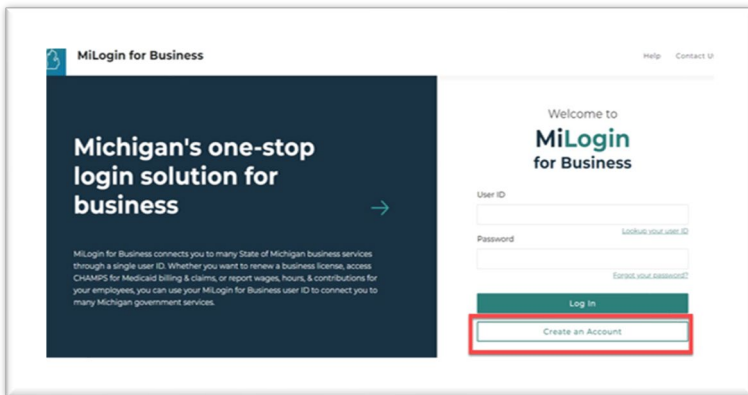 MiLogin for Business
Help Contact U
Michigan's one-stop
login solution for
business
MiLogin for Business connects you to many State of Michigan business services
through a single user ID. Whether you want to renew a business license, access
CHAMPS for Medicaid billing & claims, or report wages, hours, & contributions for
your employees, you can use your MiLogin for Business user ID to connect you to
many Michigan government services.
Welcome to
MiLogin
for Business
User ID
Lookup your user ID
Password
Forgot your password?
Log In
Create an Account